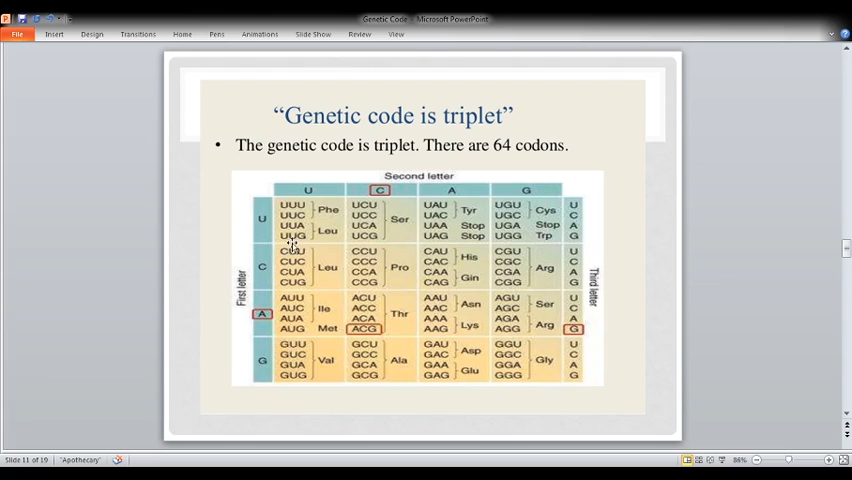 Genetic Code - Microsoft PowerPoint
File Insert Design Transitions Home Pens Animations Slide Show Review View
“Genetic code is triplet”
• The genetic code is triplet. There are 64 codons.
Second letter
U C A G
First letter
Third letter
U
UUU UCU UAU UGU U
UUC Phe UCC UAC Tyr UGC Cys C
UUA UCA Ser UAA Stop UGA Stop A
UUG Leu UCG UAG Stop UGG Trp G
C
CUU CCU CAU CGU U
CUC CCC CAC His CGC C
CUA Leu CCA Pro CAA CGA Arg A
CUG CCG CAG Gin CGG G
A
AUU ACU AAU AGU U
AUC Ile ACC AAC Asn AGC Ser C
AUA ACA Thr AAA AGA A
AUG Met ACG AAG Lys AGG Arg G
G
GUU GCU GAU GGU U
GUC GCC GAC Asp GGC C
GUA Val GCA Ala GAA GGA Gly A
GUG GCG GAG Glu GGG G
Slide 11 of 19 "Apothecary" 86%